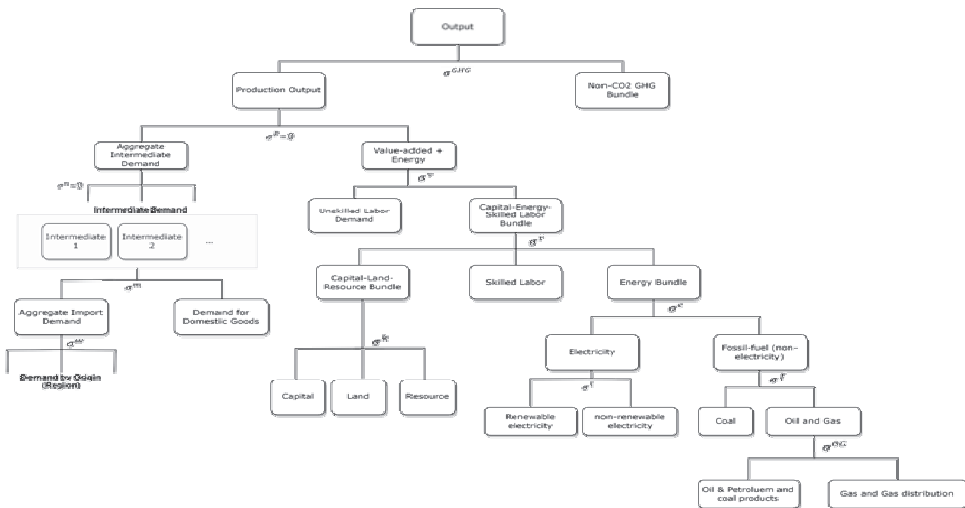 Output
σ^GHG
Production Output
Non-CO2 GHG
Bundle
σ^p=0
Aggregate
Intermediate
Demand
Value-added +
Energy
σ^n=0
σ^v
Intermediate Demand
Unskilled Labor
Demand
Capital-Energy-
Skilled Labor
Bundle
Intermediate
1
Intermediate
2
...
σ^m
Capital-Land-
Resource Bundle
Skilled Labor
Energy Bundle
Aggregate Import
Demand
Demand for
Domestic Goods
σ^e
σ^w
σ^R
Electricity
Fossil-fuel (non-
electricity)
Demand by Origin
(Region)
Capital
Land
Resource
Renewable
electricity
non-renewable
electricity
Coal
Oil and Gas
σ^OG
Oil & Petroluem and
coal products
Gas and Gas distribution